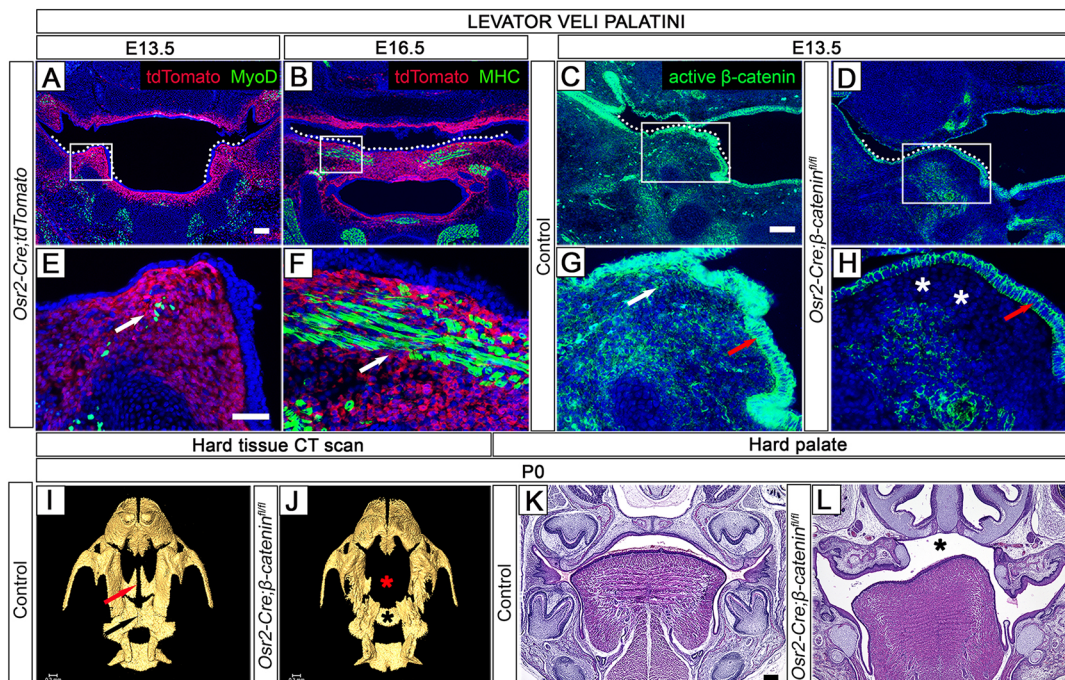 LEVATOR VELI PALATINI
E13.5
E16.5
E13.5
Osr2-Cre;tdTomato
A
tdTomato MyoD
B
tdTomato MHC
Control
C
active β-catenin
Osr2-Cre;β-catenin^fl/fl
D
E
F
G
H
Hard tissue CT scan
Hard palate
P0
Control
I
Osr2-Cre;β-catenin^fl/fl
J
Control
K
Osr2-Cre;β-catenin^fl/fl
L